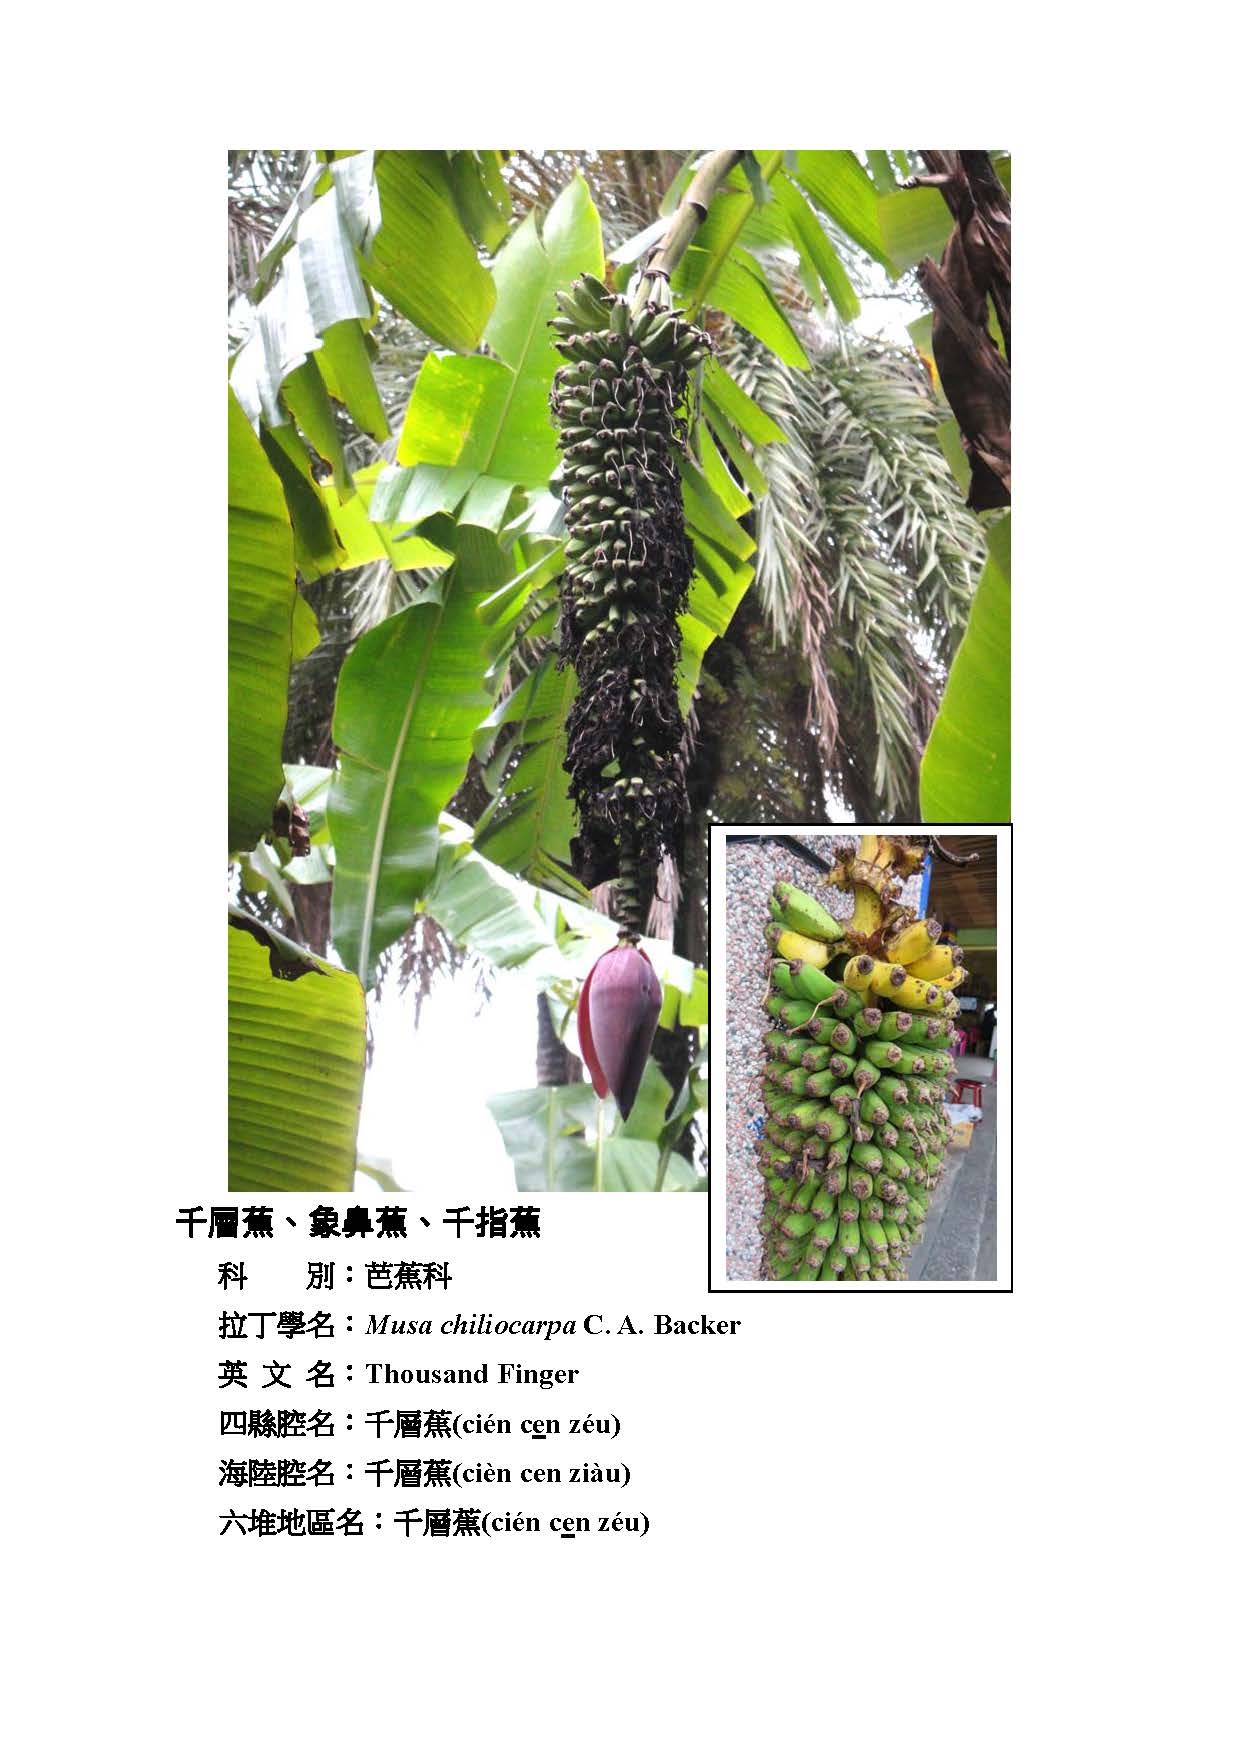 千層蕉、象鼻蕉、千指蕉
科　　別：芭蕉科
拉丁學名：Musa chiliocarpa C. A. Backer
英 文 名：Thousand Finger
四縣腔名：千層蕉(cién cen zéu)
海陸腔名：千層蕉(cièn cen ziàu)
六堆地區名：千層蕉(cién cen zéu)